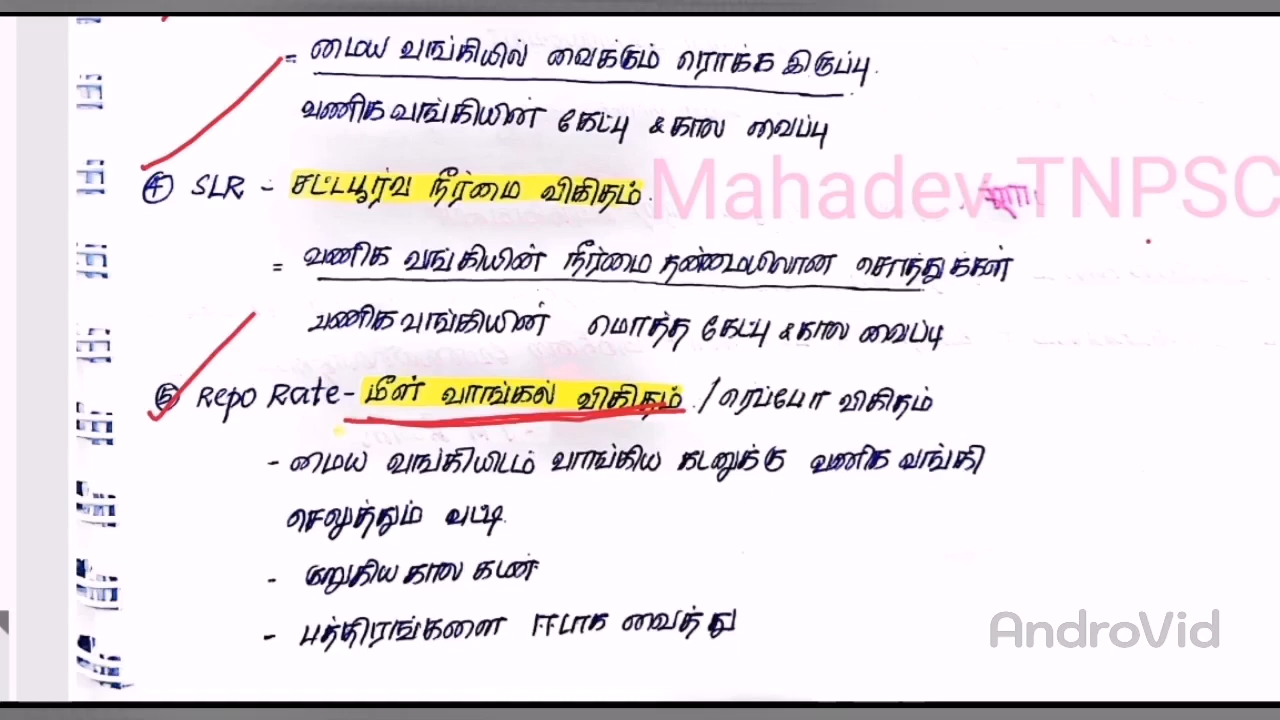 = மைய வங்கியில் வைக்கும் ரொக்க இருப்பு.
வணிக வங்கியின் கேட்பு & கால வைப்பு
④ SLR - சட்டபூர்வ நீர்மை விகிதம்.
Mahadev TNPSC
= வணிக வங்கியின் நீர்மை தன்மையிலான சொத்துக்கள்
வணிக வங்கியின் மொத்த கேட்பு & கால வைப்பு
⑤ Repo Rate - மீள் வாங்கல் விகிதம் / ரெப்போ விகிதம்
- மைய வங்கியிடம் வாங்கிய கடனுக்கு வணிக வங்கி
செலுத்தும் வட்டி.
- குறுகிய கால கடன்
- பத்திரங்களை ஈடாக வைத்து
AndroVid